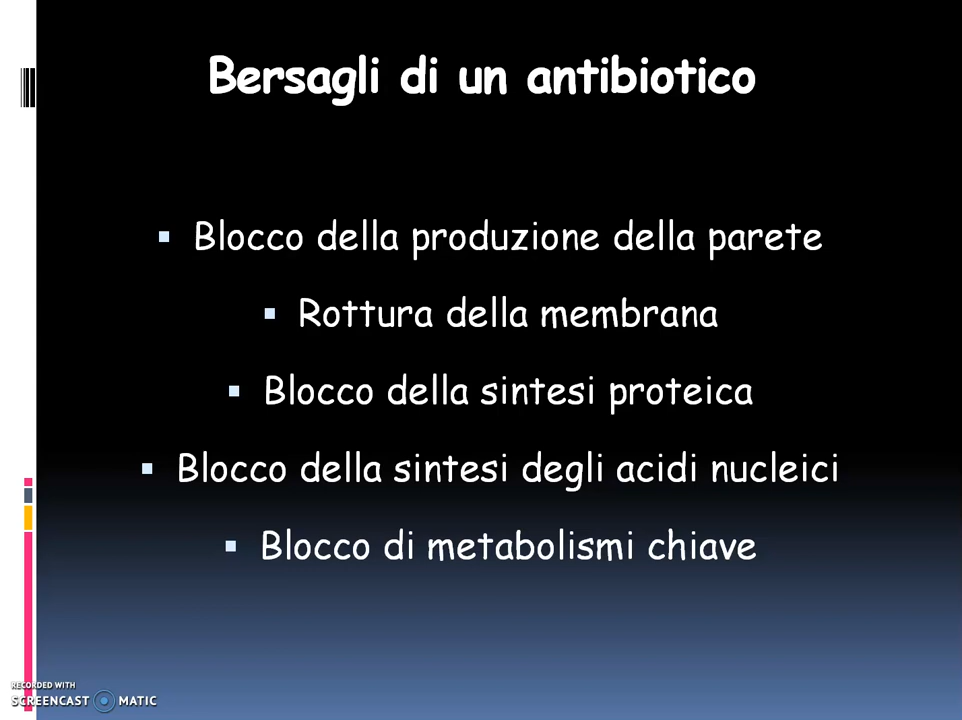 Bersagli di un antibiotico
▪ Blocco della produzione della parete
▪ Rottura della membrana
▪ Blocco della sintesi proteica
▪ Blocco della sintesi degli acidi nucleici
▪ Blocco di metabolismi chiave
RECORDED WITH
SCREENCAST MATIC